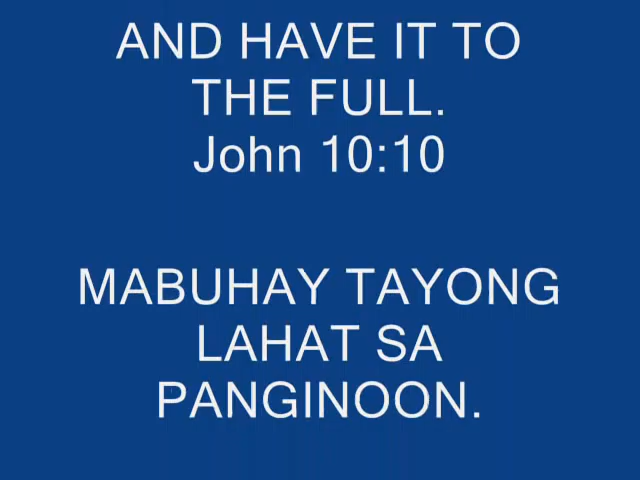 AND HAVE IT TO
THE FULL.
John 10:10
MABUHAY TAYONG
LAHAT SA
PANGINOON.